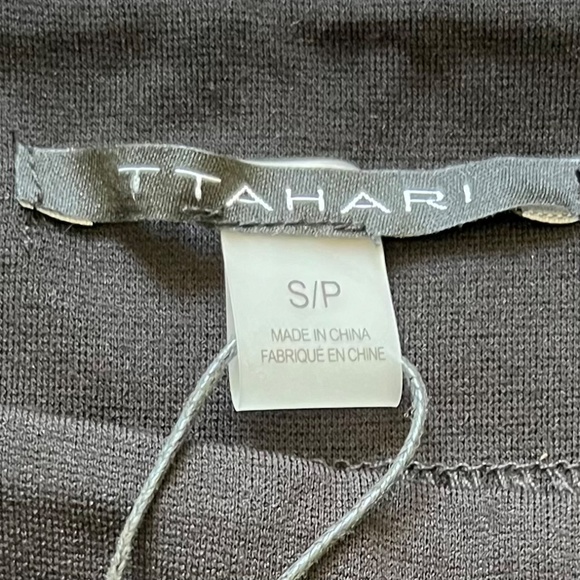 T TAHARI
S/P
MADE IN CHINA
FABRIQUÉ EN CHINE